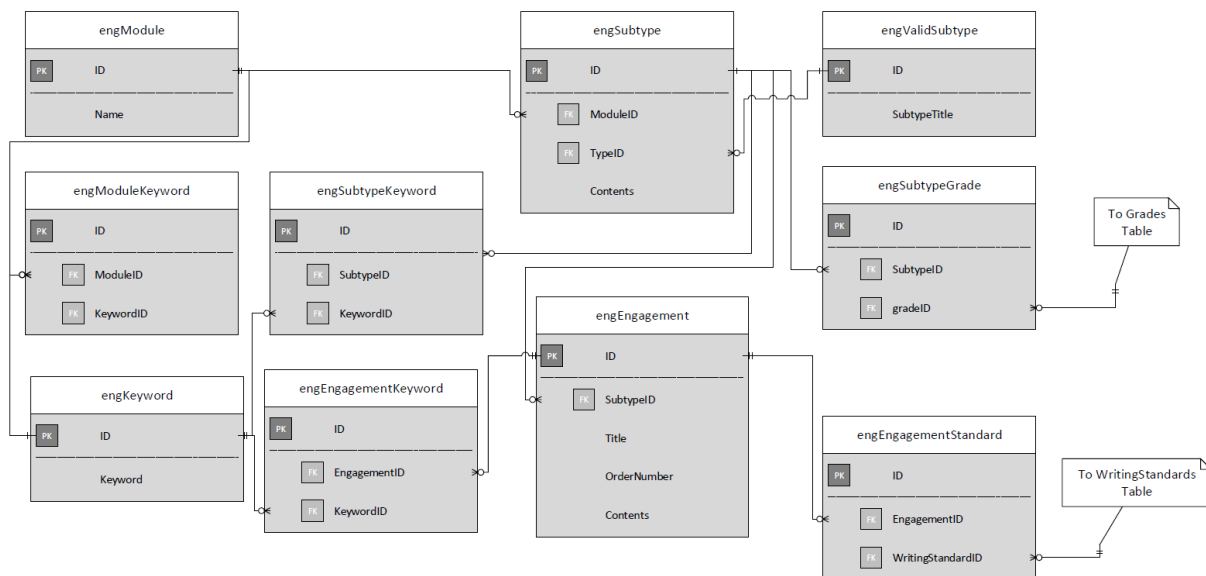 engModule
PK
ID
Name
engSubtype
PK
ID
FK
ModuleID
FK
TypeID
Contents
engValidSubtype
PK
ID
SubtypeTitle
engModuleKeyword
PK
ID
FK
ModuleID
FK
KeywordID
engSubtypeKeyword
PK
ID
FK
SubtypeID
FK
KeywordID
engSubtypeGrade
PK
ID
FK
SubtypeID
FK
gradeID
To Grades
Table
engKeyword
PK
ID
Keyword
engEngagementKeyword
PK
ID
FK
EngagementID
FK
KeywordID
engEngagement
PK
ID
FK
SubtypeID
Title
OrderNumber
Contents
engEngagementStandard
PK
ID
FK
EngagementID
FK
WritingStandardID
To WritingStandards
Table